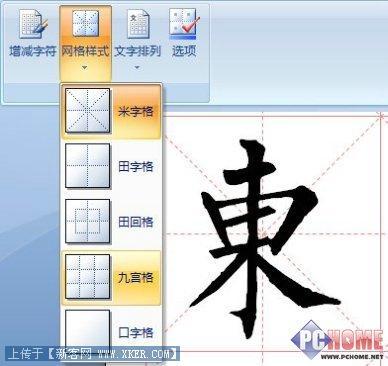 增减字符 网格样式 文字排列 选项
米字格
田字格
田回格
九宫格
口字格
東
上传于【新客网 www.xker.com】
PCHOME
WWW.PCHOME.NET